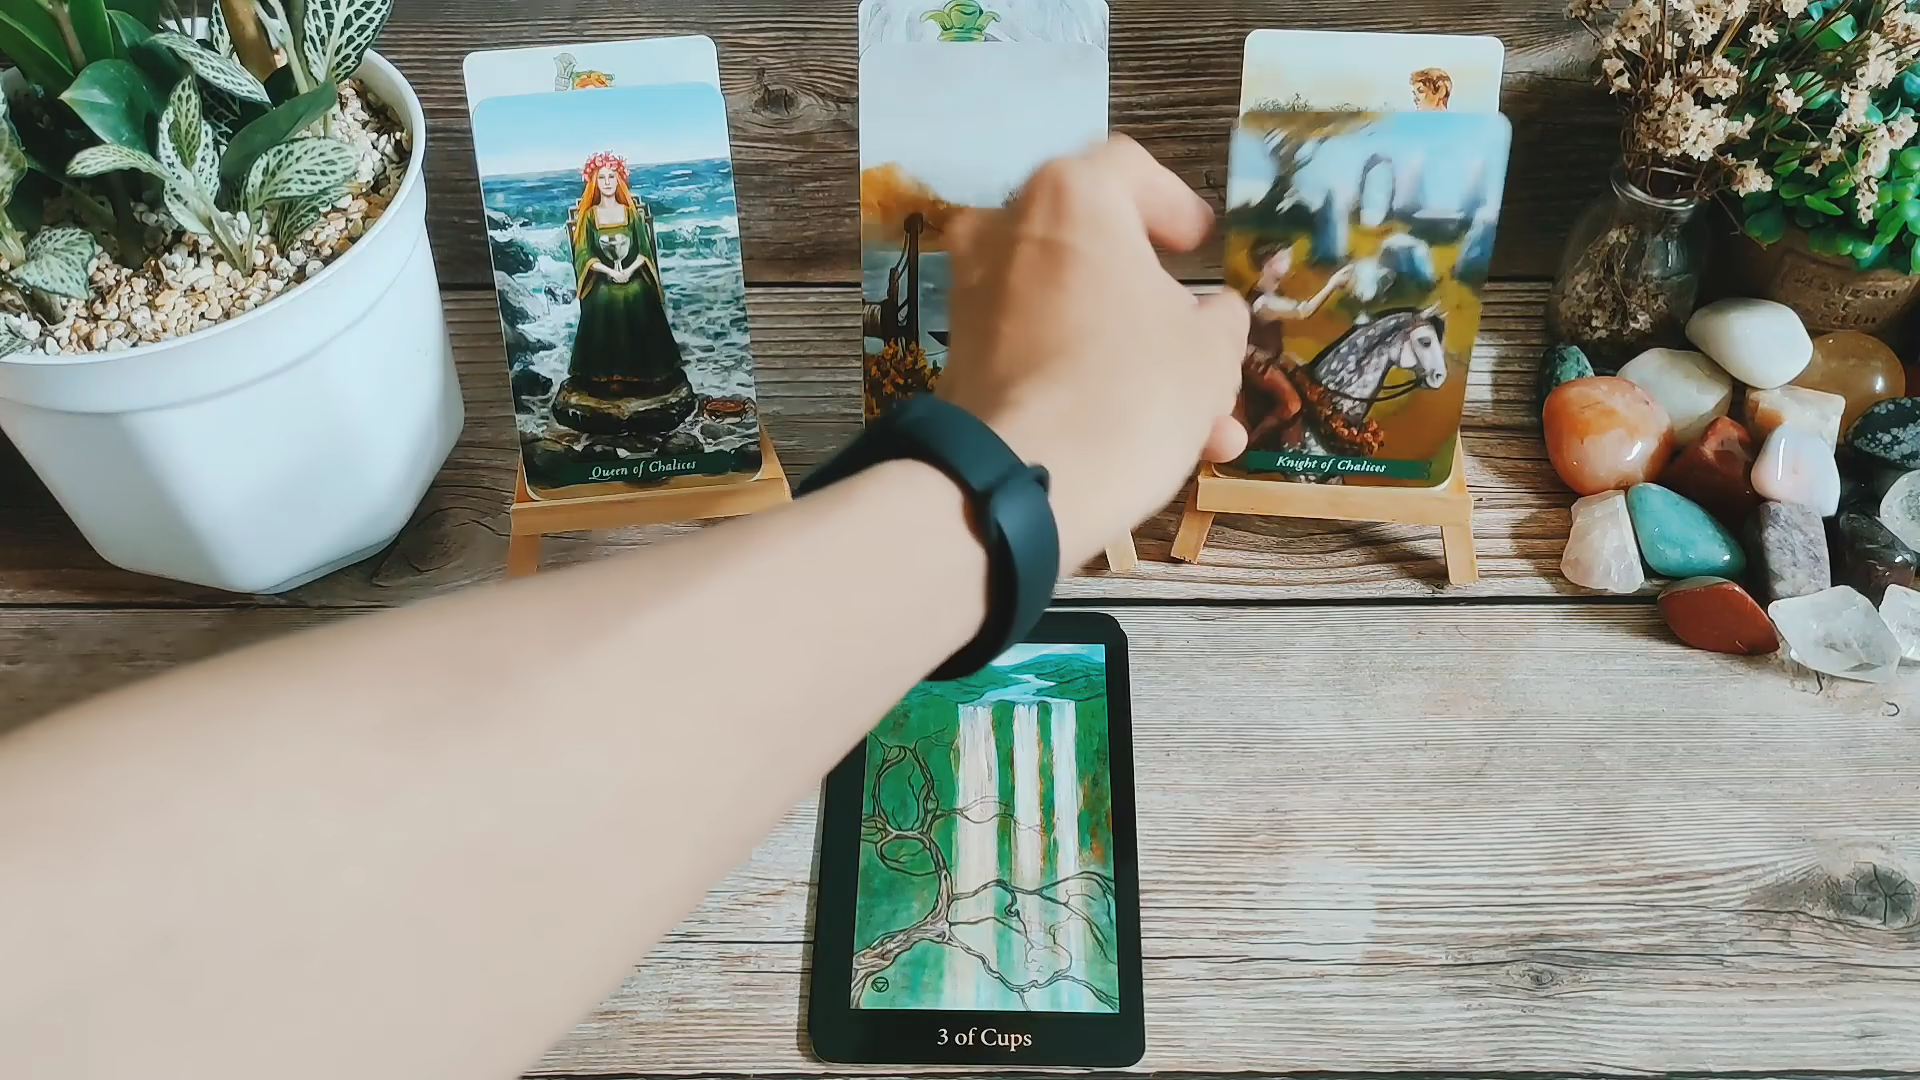 Queen of Chalices
Knight of Chalices
3 of Cups